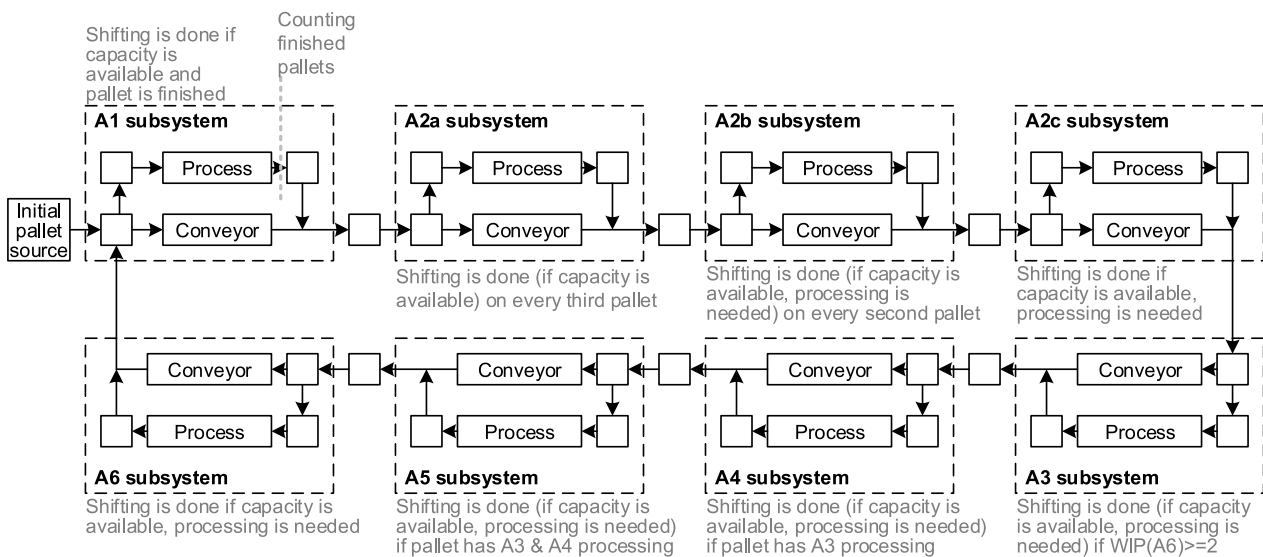 Shifting is done if
capacity is
available and
pallet is finished
Counting
finished
pallets
A1 subsystem
Process
Conveyor
Initial
pallet
source
A2a subsystem
Process
Conveyor
Shifting is done (if capacity is
available) on every third pallet
A2b subsystem
Process
Conveyor
Shifting is done (if capacity is
available, processing is
needed) on every second pallet
A2c subsystem
Process
Conveyor
Shifting is done if
capacity is available,
processing is needed
Conveyor
Process
A6 subsystem
Shifting is done if capacity is
available, processing is needed
Conveyor
Process
A5 subsystem
Shifting is done (if capacity is
available, processing is needed)
if pallet has A3 & A4 processing
Conveyor
Process
A4 subsystem
Shifting is done (if capacity is
available, processing is needed)
if pallet has A3 processing
Conveyor
Process
A3 subsystem
Shifting is done (if capacity
is available, processing is
needed) if WIP(A6)>=2